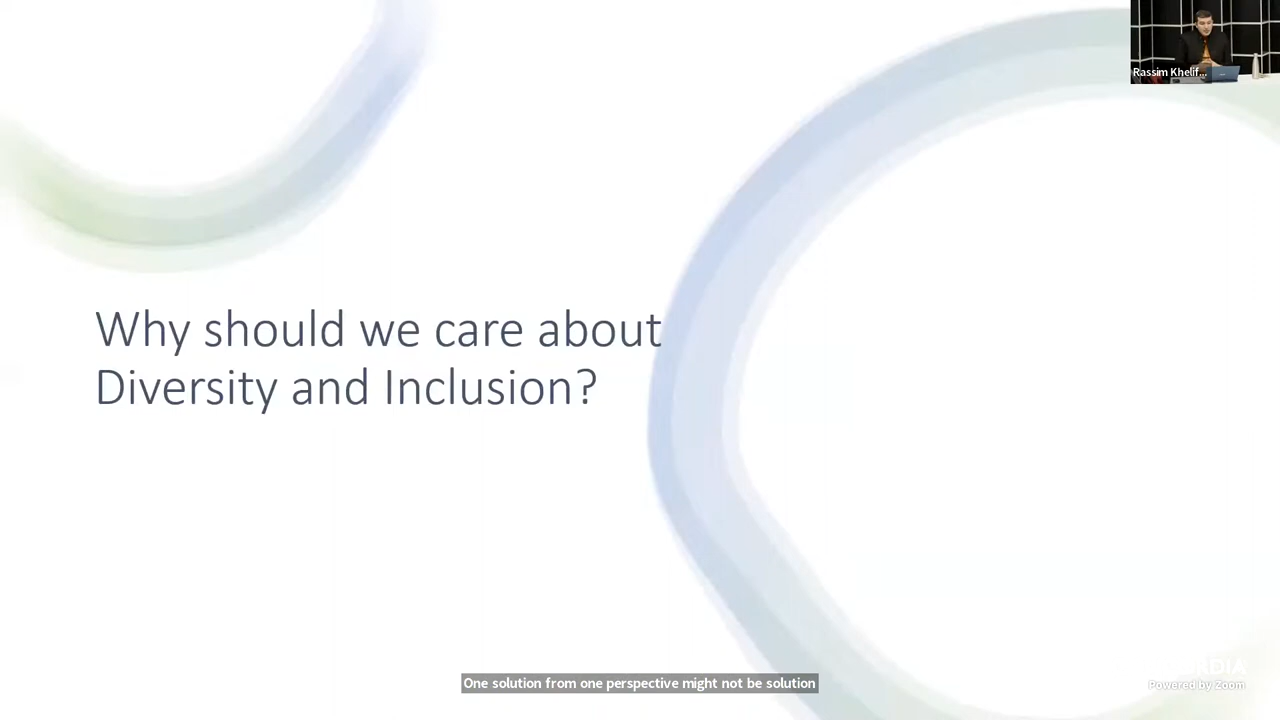 Rassim Khelif...
Why should we care about
Diversity and Inclusion?
One solution from one perspective might not be solution
Powered by Zoom